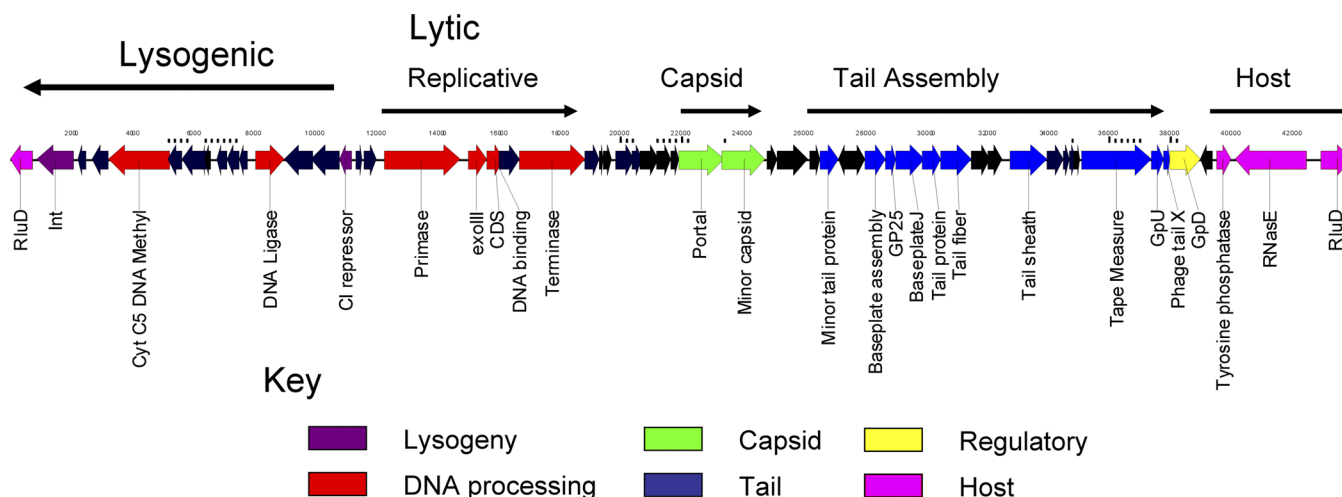 Lytic
Lysogenic
Replicative
Capsid
Tail Assembly
Host
2000
4000
6000
8000
10000
12000
14000
16000
18000
20000
22000
24000
26000
28000
30000
32000
34000
36000
38000
40000
42000
RluD
Int
Cyt C5 DNA Methyl
DNA Ligase
CI repressor
Primase
exoIII
CDS
DNA binding
Terminase
Portal
Minor capsid
Minor tail protein
Baseplate assembly
GP25
BaseplateJ
Tail protein
Tail fiber
Tail sheath
Tape Measure
GpU
Phage tail X
GpD
Tyrosine phosphatase
RNasE
RluD
Key
Lysogeny
Capsid
Regulatory
DNA processing
Tail
Host